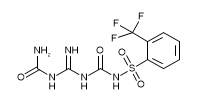 F
F F
NH₂ NH O O
O N H N H N H S O